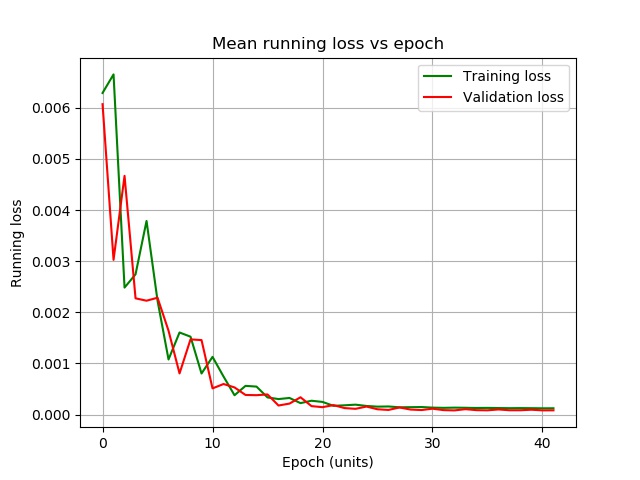 Mean running loss vs epoch
Training loss
Validation loss
0.006
0.005
0.004
0.003
0.002
0.001
0.000
Running loss
0 10 20 30 40
Epoch (units)